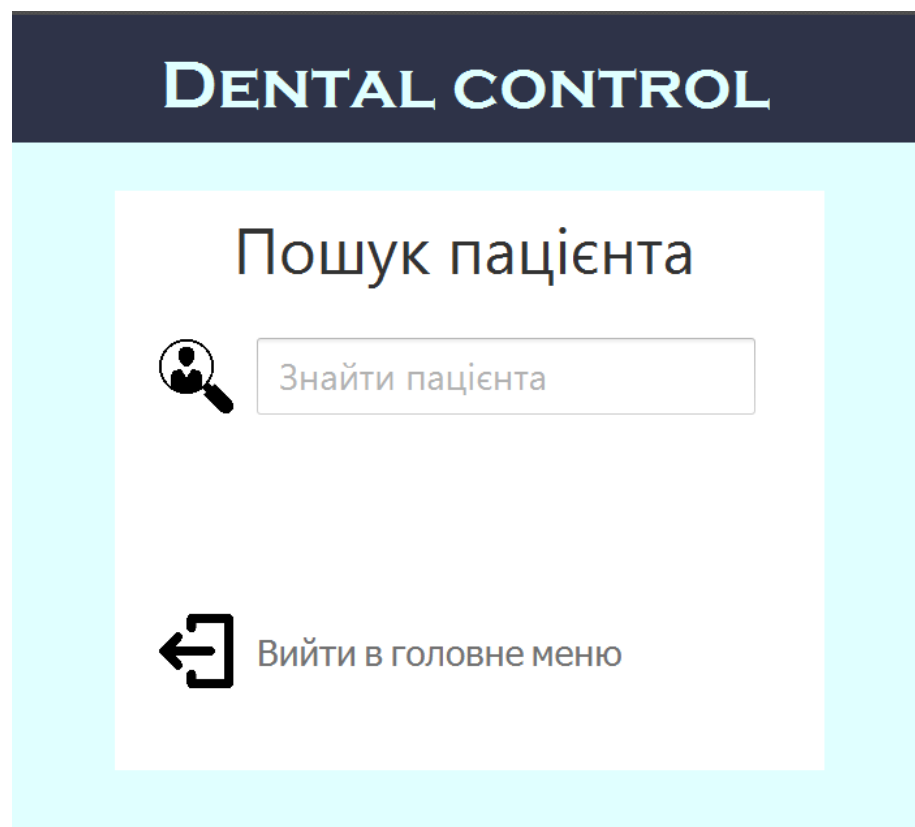 DENTAL CONTROL
Пошук пацієнта
Знайти пацієнта
Вийти в головне меню